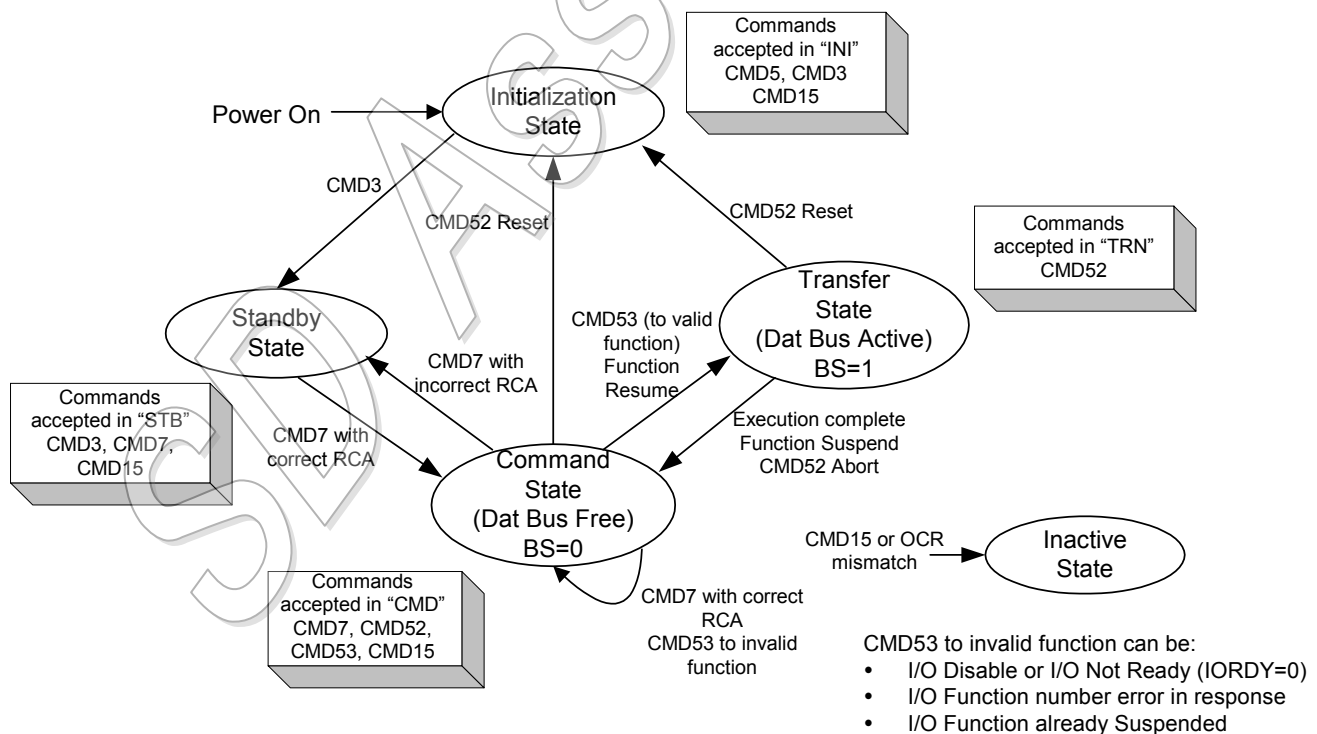 Commands
accepted in “INI”
CMD5, CMD3
CMD15
Initialization
State
Power On
CMD3
CMD52 Reset
CMD52 Reset
Commands
accepted in “TRN”
CMD52
Transfer
State
(Dat Bus Active)
BS=1
Standby
State
CMD53 (to valid
function)
Function
Resume
CMD7 with
incorrect RCA
Commands
accepted in “STB”
CMD3, CMD7,
CMD15
CMD7 with
correct RCA
Execution complete
Function Suspend
CMD52 Abort
Command
State
(Dat Bus Free)
BS=0
CMD15 or OCR
mismatch
Inactive
State
Commands
accepted in “CMD”
CMD7, CMD52,
CMD53, CMD15
CMD7 with correct
RCA
CMD53 to invalid
function
CMD53 to invalid function can be:
• I/O Disable or I/O Not Ready (IORDY=0)
• I/O Function number error in response
• I/O Function already Suspended
SD Ass